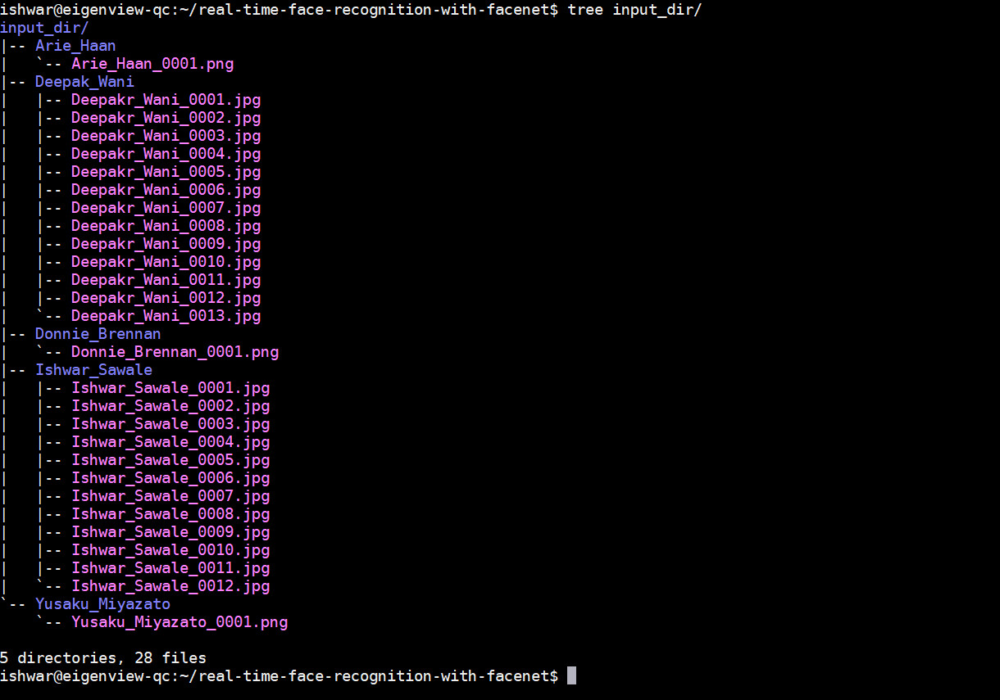 ishwar@eigenview-qc:~/real-time-face-recognition-with-facenet$ tree input_dir/
input_dir/
|-- Arie_Haan
|   `-- Arie_Haan_0001.png
|-- Deepak_Wani
|   |-- Deepakr_Wani_0001.jpg
|   |-- Deepakr_Wani_0002.jpg
|   |-- Deepakr_Wani_0003.jpg
|   |-- Deepakr_Wani_0004.jpg
|   |-- Deepakr_Wani_0005.jpg
|   |-- Deepakr_Wani_0006.jpg
|   |-- Deepakr_Wani_0007.jpg
|   |-- Deepakr_Wani_0008.jpg
|   |-- Deepakr_Wani_0009.jpg
|   |-- Deepakr_Wani_0010.jpg
|   |-- Deepakr_Wani_0011.jpg
|   |-- Deepakr_Wani_0012.jpg
|   `-- Deepakr_Wani_0013.jpg
|-- Donnie_Brennan
|   `-- Donnie_Brennan_0001.png
|-- Ishwar_Sawale
|   |-- Ishwar_Sawale_0001.jpg
|   |-- Ishwar_Sawale_0002.jpg
|   |-- Ishwar_Sawale_0003.jpg
|   |-- Ishwar_Sawale_0004.jpg
|   |-- Ishwar_Sawale_0005.jpg
|   |-- Ishwar_Sawale_0006.jpg
|   |-- Ishwar_Sawale_0007.jpg
|   |-- Ishwar_Sawale_0008.jpg
|   |-- Ishwar_Sawale_0009.jpg
|   |-- Ishwar_Sawale_0010.jpg
|   |-- Ishwar_Sawale_0011.jpg
|   `-- Ishwar_Sawale_0012.jpg
`-- Yusaku_Miyazato
    `-- Yusaku_Miyazato_0001.png

5 directories, 28 files
ishwar@eigenview-qc:~/real-time-face-recognition-with-facenet$